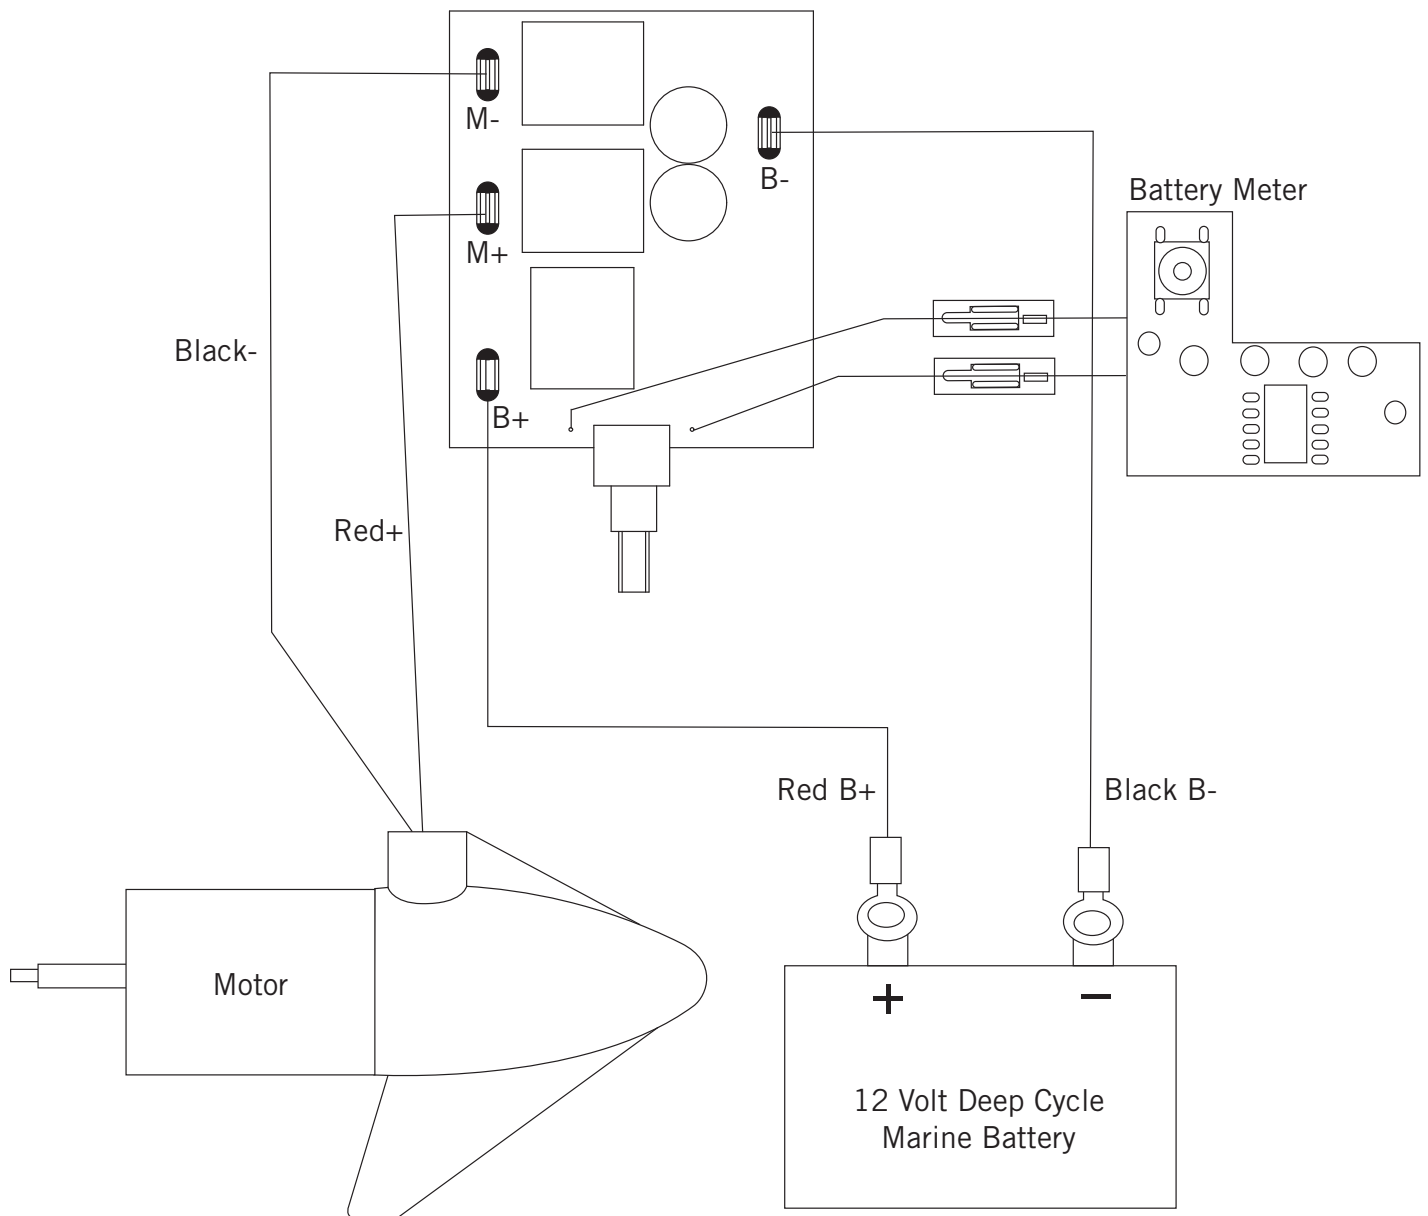 M-
B-
Battery Meter
M+
Black-
B+
Red+
Red B+
Black B-
Motor
+
−
12 Volt Deep Cycle
Marine Battery